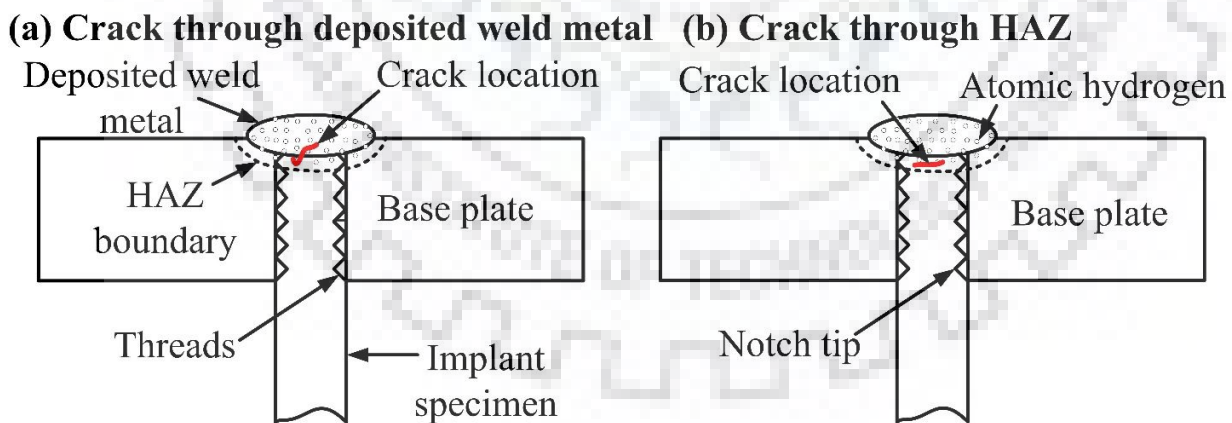 (a) Crack through deposited weld metal
(b) Crack through HAZ
Deposited weld
metal
Crack location
HAZ
boundary
Base plate
Threads
Implant
specimen
Crack location
Atomic hydrogen
Base plate
Notch tip